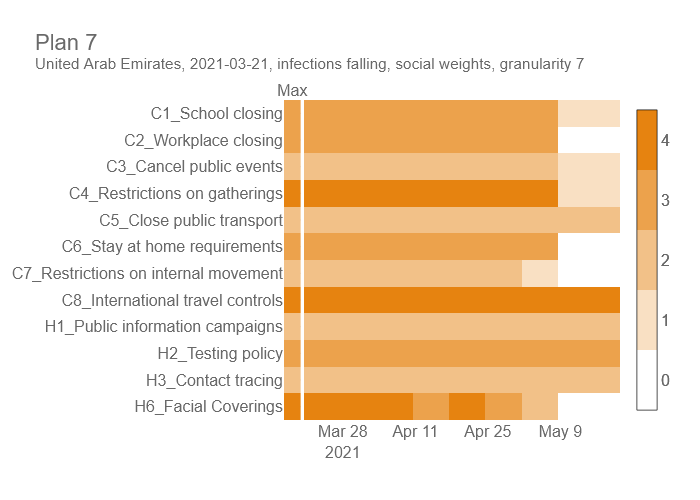 Plan 7
United Arab Emirates, 2021-03-21, infections falling, social weights, granularity 7
Max
C1_School closing
C2_Workplace closing
C3_Cancel public events
C4_Restrictions on gatherings
C5_Close public transport
C6_Stay at home requirements
C7_Restrictions on internal movement
C8_International travel controls
H1_Public information campaigns
H2_Testing policy
H3_Contact tracing
H6_Facial Coverings
4
3
2
1
0
Mar 28 Apr 11 Apr 25 May 9
2021